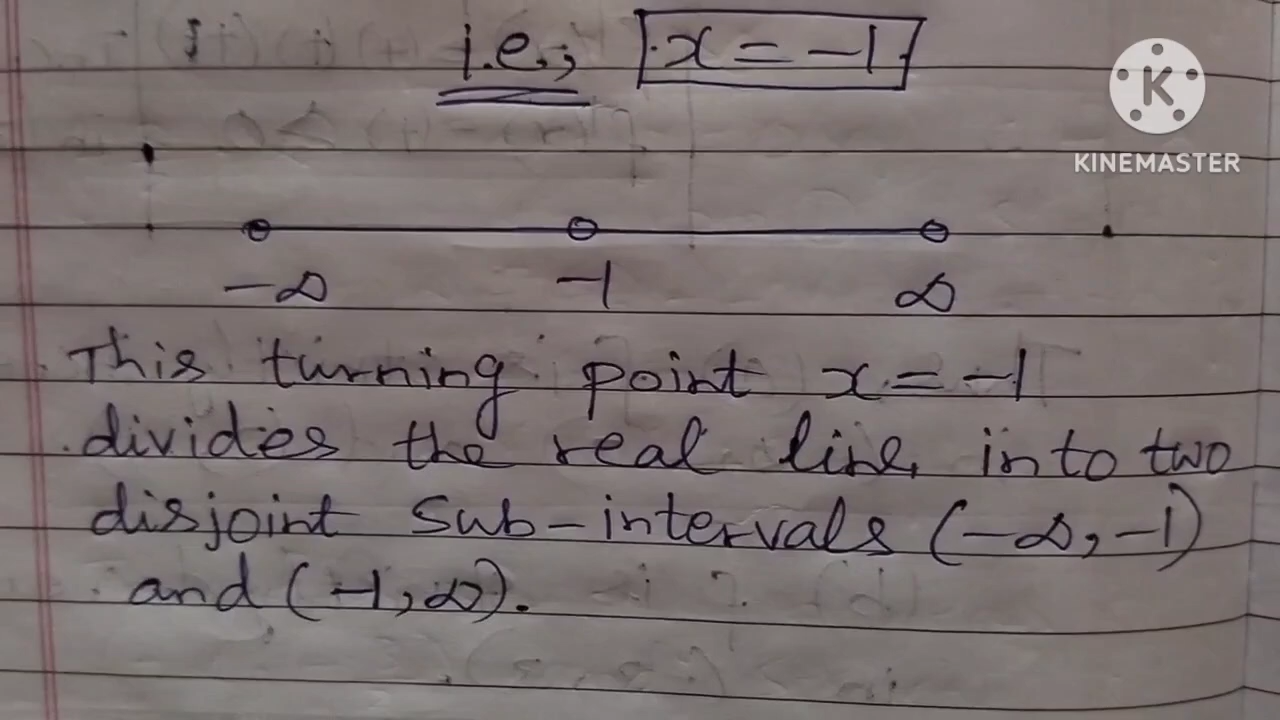 i.e., x = -1
K
KINEMASTER
-∞ -1 ∞
This turning point x = -1
divides the real line into two
disjoint sub-intervals (-∞, -1)
and (-1, ∞).